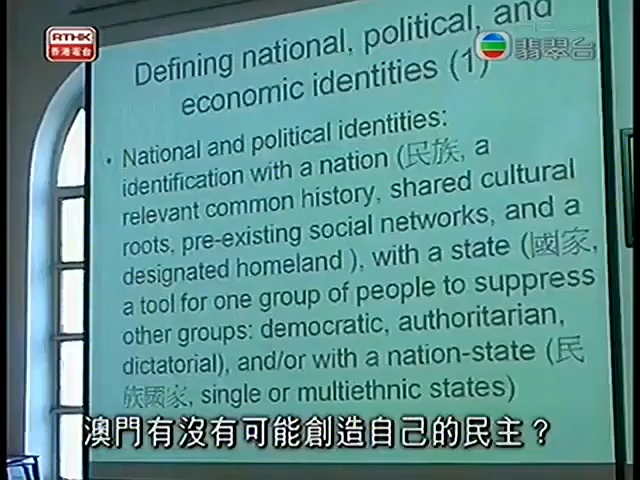 RTHK
香港電台
翡翠台
Defining national, political, and
economic identities (1)
• National and political identities:
identification with a nation (民族, a
relevant common history, shared cultural
roots, pre-existing social networks, and a
designated homeland ), with a state (國家,
a tool for one group of people to suppress
other groups: democratic, authoritarian,
dictatorial), and/or with a nation-state (民
族國家, single or multiethnic states)
澳門有沒有可能創造自己的民主？